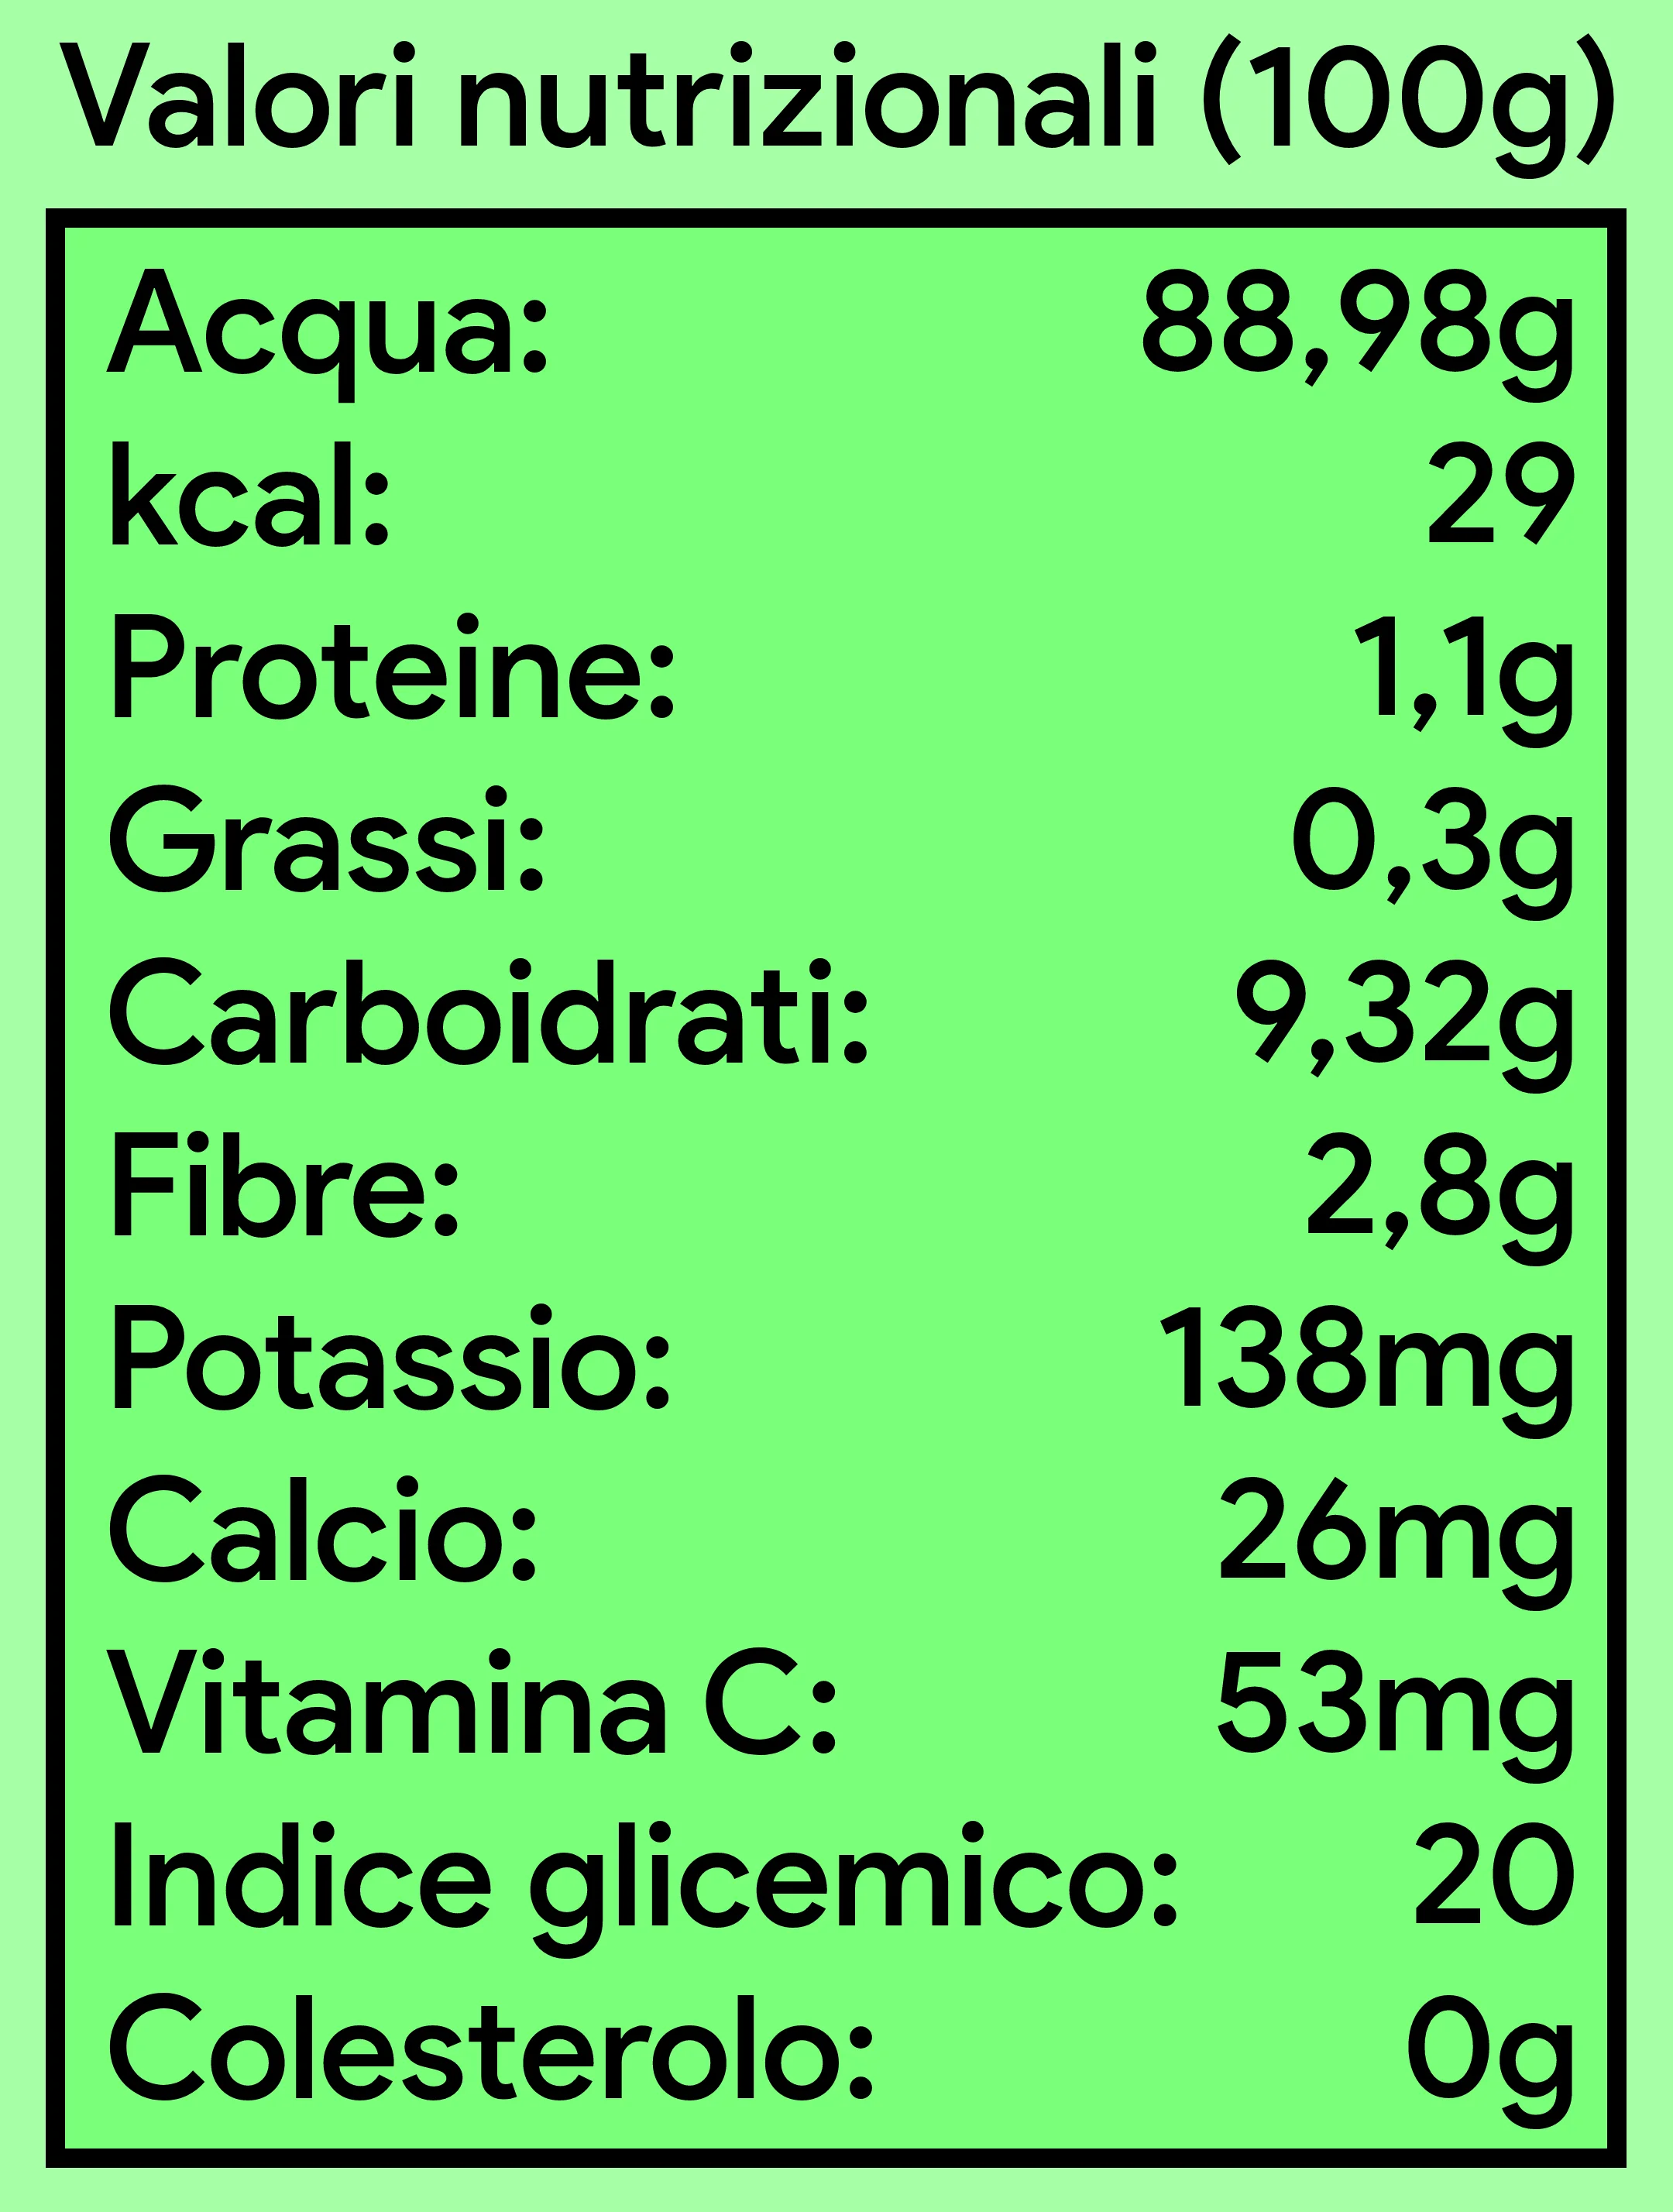 Valori nutrizionali (100g)
Acqua: 88,98g
kcal: 29
Proteine: 1,1g
Grassi: 0,3g
Carboidrati: 9,32g
Fibre: 2,8g
Potassio: 138mg
Calcio: 26mg
Vitamina C: 53mg
Indice glicemico: 20
Colesterolo: 0g